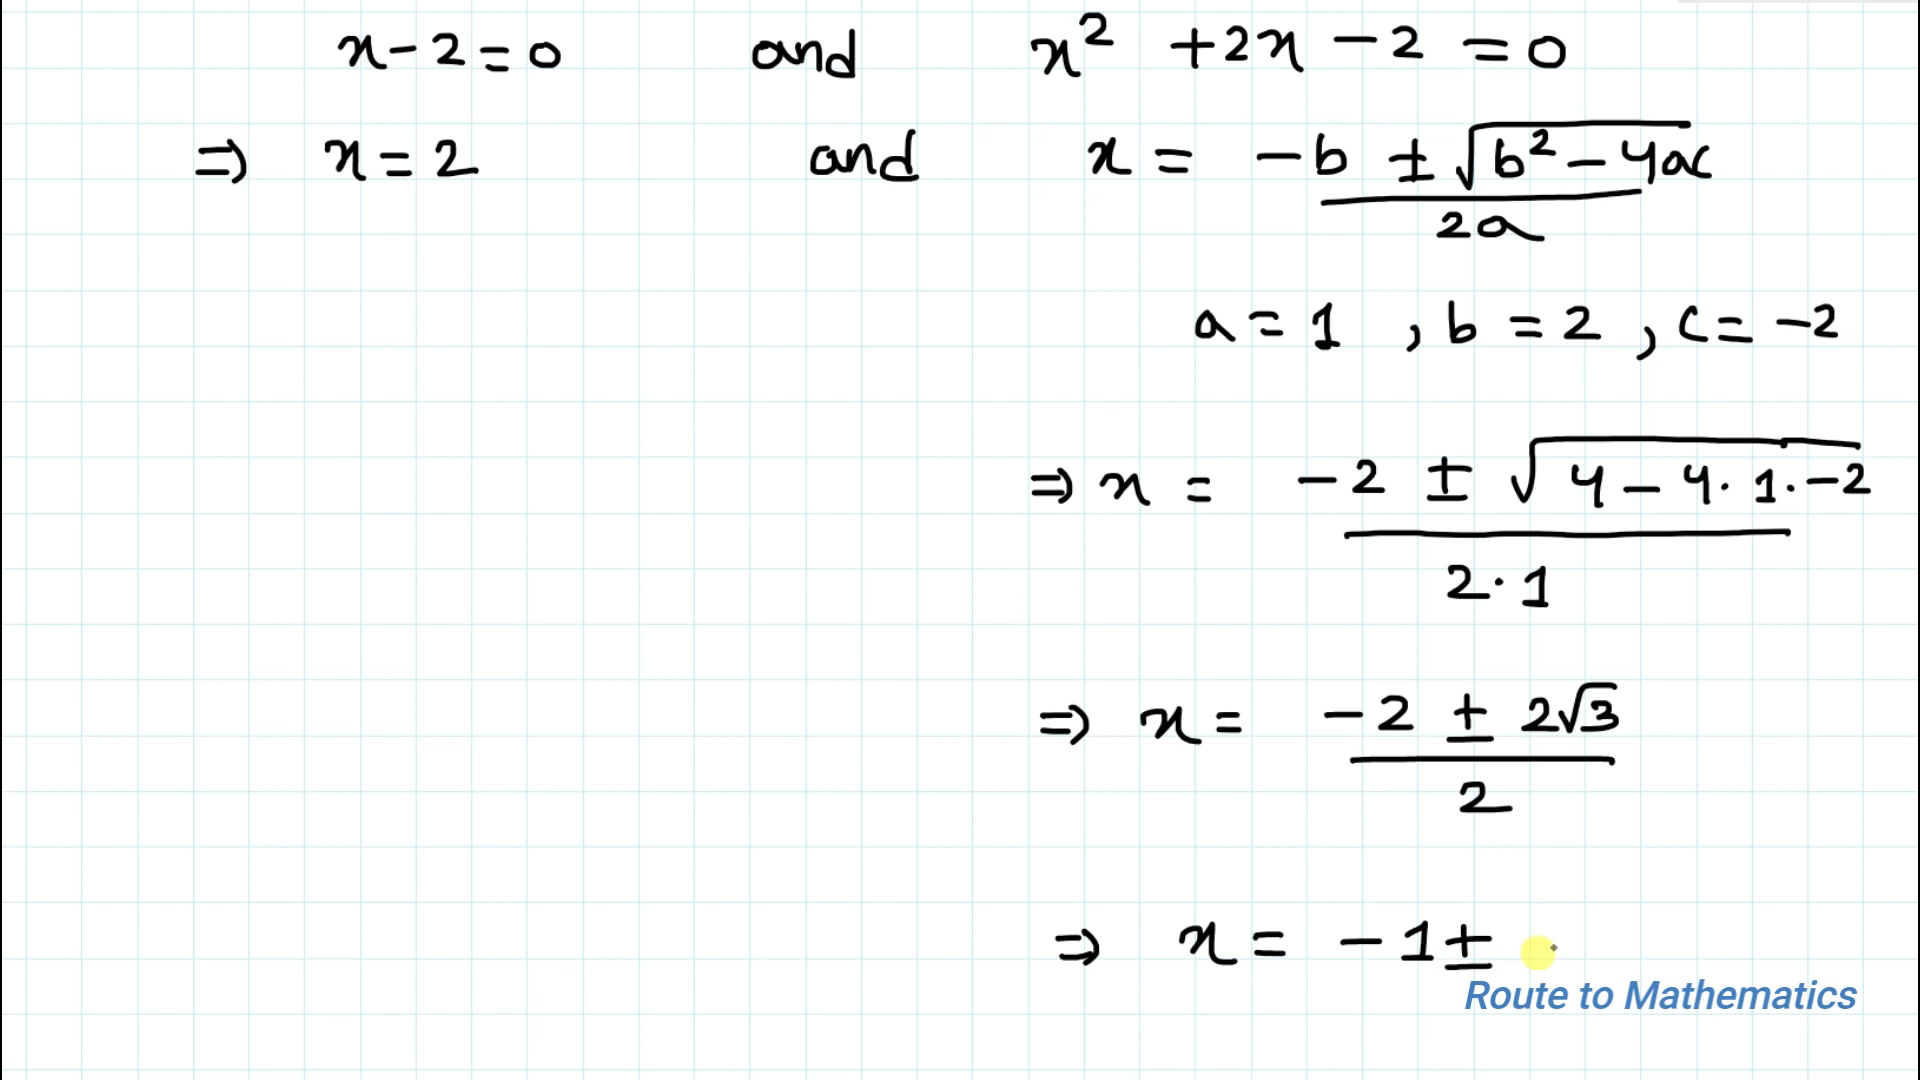 x - 2 = 0 and x² + 2x - 2 = 0
⇒ x = 2 and x = -b ± √b² - 4ac
2a
a = 1 , b = 2 , c = -2
⇒ x = -2 ± √4 - 4 · 1 · -2
2 · 1
⇒ x = -2 ± 2√3
2
⇒ x = -1 ±
Route to Mathematics